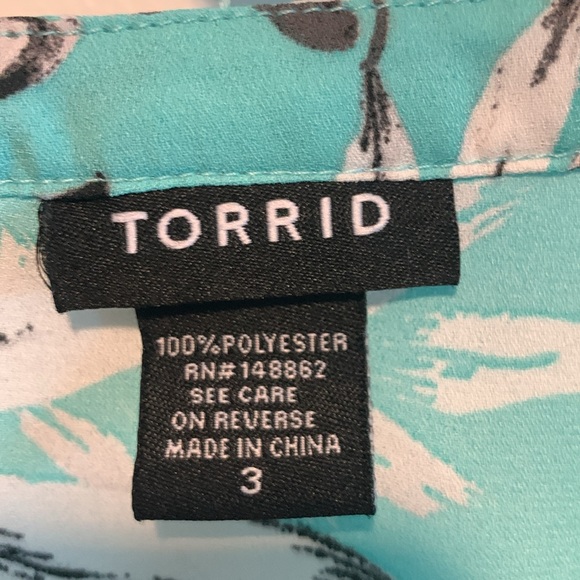 TORRID
100%POLYESTER
RN#148862
SEE CARE
ON REVERSE
MADE IN CHINA
3